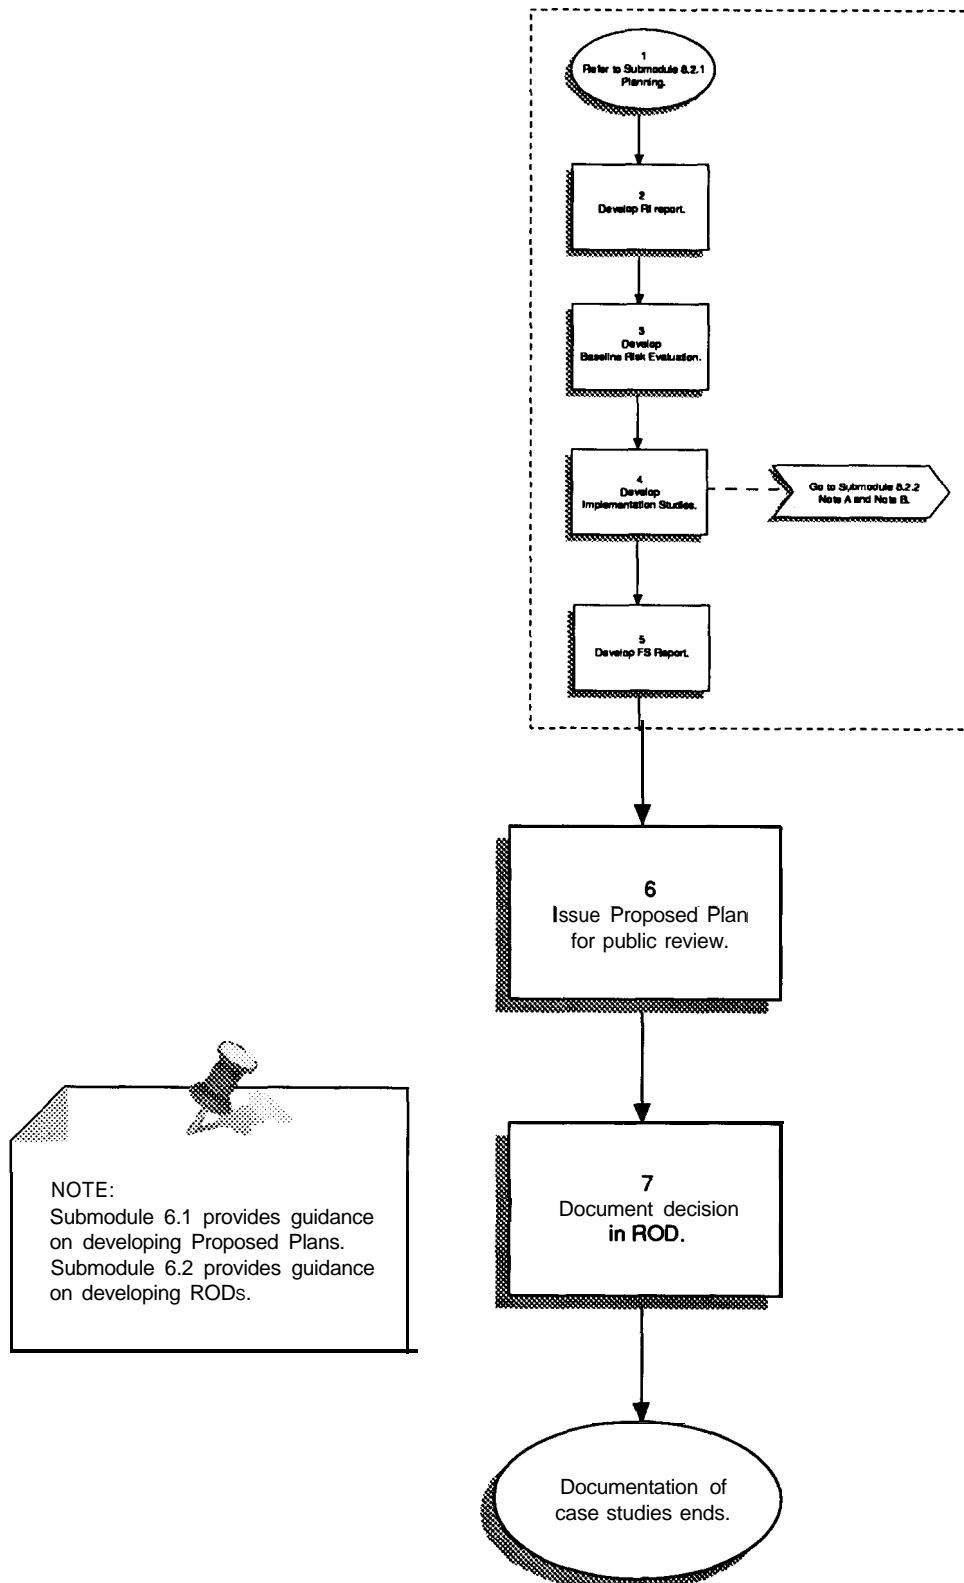 1
Refer to Submodule 8.2.1
Planning.
2
Develop RI report.
3
Develop
Baseline Risk Evaluation.
4
Develop
Implementation Studies.
Go to Submodule 8.2.2
Note A and Note B.
5
Develop FS Report.
6
Issue Proposed Plan
for public review.
7
Document decision
in ROD.
NOTE:
Submodule 6.1 provides guidance
on developing Proposed Plans.
Submodule 6.2 provides guidance
on developing RODs.
Documentation of
case studies ends.